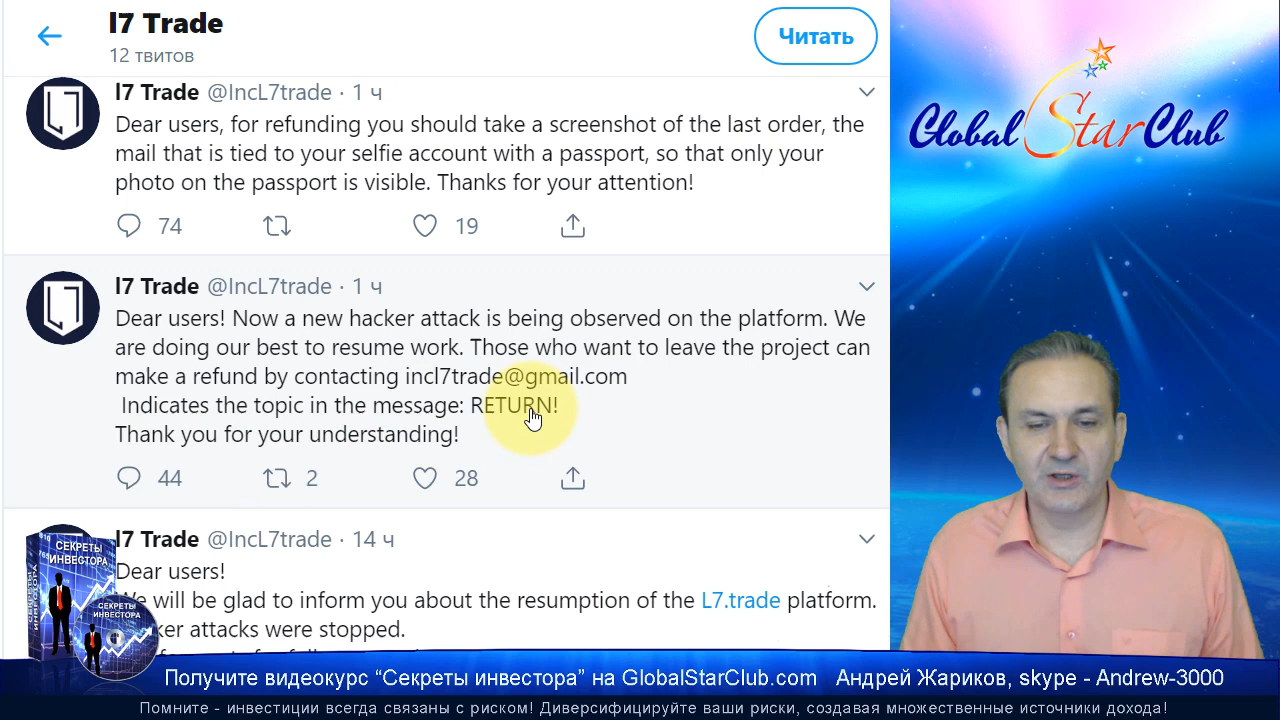 l7 Trade
12 твитов
Читать
l7 Trade @IncL7trade · 1 ч
Dear users, for refunding you should take a screenshot of the last order, the
mail that is tied to your selfie account with a passport, so that only your
photo on the passport is visible. Thanks for your attention!
74 19
l7 Trade @IncL7trade · 1 ч
Dear users! Now a new hacker attack is being observed on the platform. We
are doing our best to resume work. Those who want to leave the project can
make a refund by contacting incl7trade@gmail.com
Indicates the topic in the message: RETURN!
Thank you for your understanding!
44 2 28
l7 Trade @IncL7trade · 14 ч
Dear users!
We will be glad to inform you about the resumption of the L7.trade platform.
ker attacks were stopped.
Global Star Club
СЕКРЕТЫ
ИНВЕСТОРА
СЕКРЕТЫ
ИНВЕСТОРА
Получите видеокурс “Секреты инвестора” на GlobalStarClub.com Андрей Жариков, skype - Andrew-3000
Помните - инвестиции всегда связаны с риском! Диверсифицируйте ваши риски, создавая множественные источники дохода!